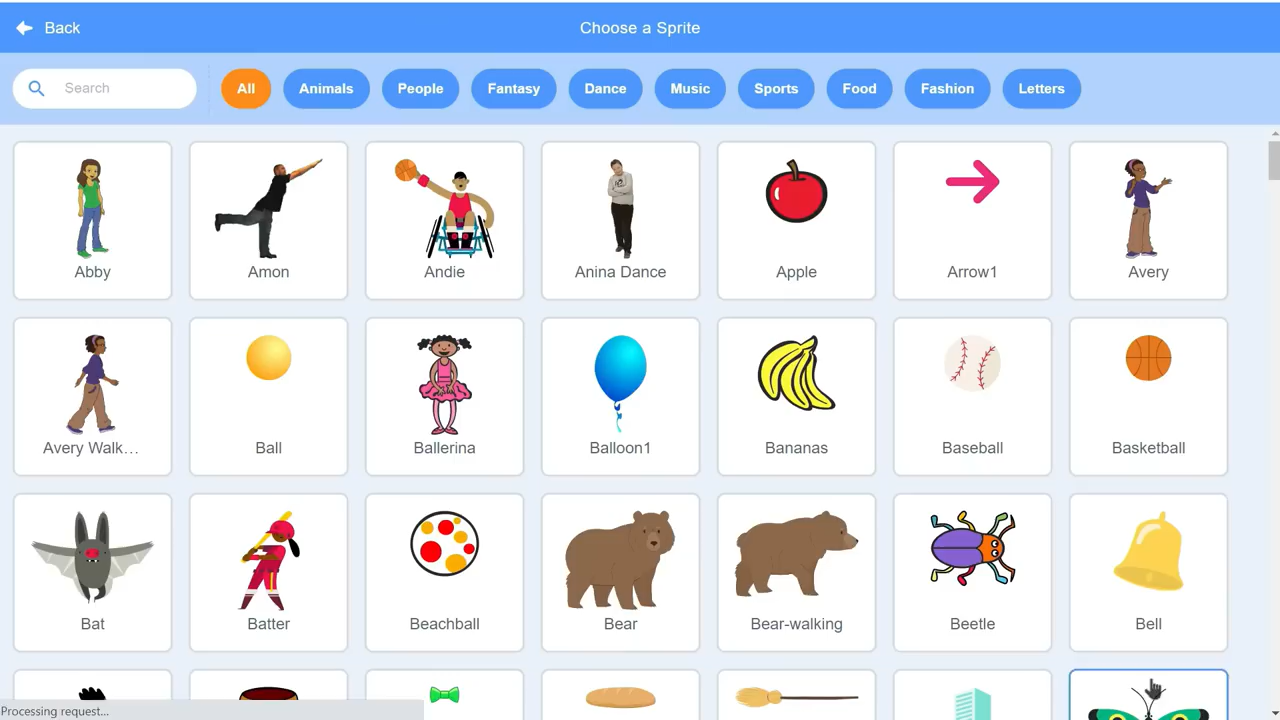 Back
Choose a Sprite
Search
All
Animals
People
Fantasy
Dance
Music
Sports
Food
Fashion
Letters
Abby
Amon
Andie
Anina Dance
Apple
Arrow1
Avery
Avery Walk...
Ball
Ballerina
Balloon1
Bananas
Baseball
Basketball
Bat
Batter
Beachball
Bear
Bear-walking
Beetle
Bell
Processing request...